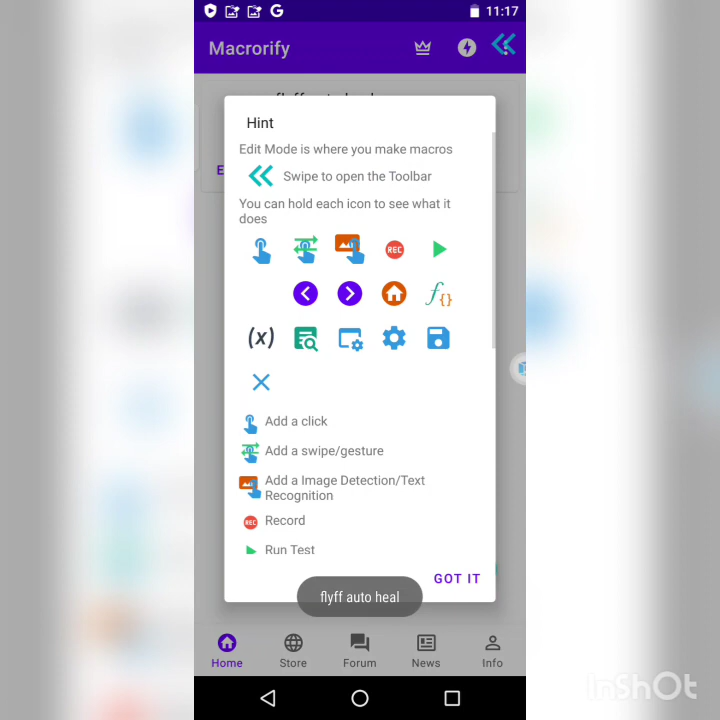 11:17
Macrorify
Hint
Edit Mode is where you make macros
Swipe to open the Toolbar
You can hold each icon to see what it
does
REC
f{}
(x)
Add a click
Add a swipe/gesture
Add a Image Detection/Text
Recognition
REC Record
Run Test
GOT IT
flyff auto heal
Home Store Forum News Info
InShOt